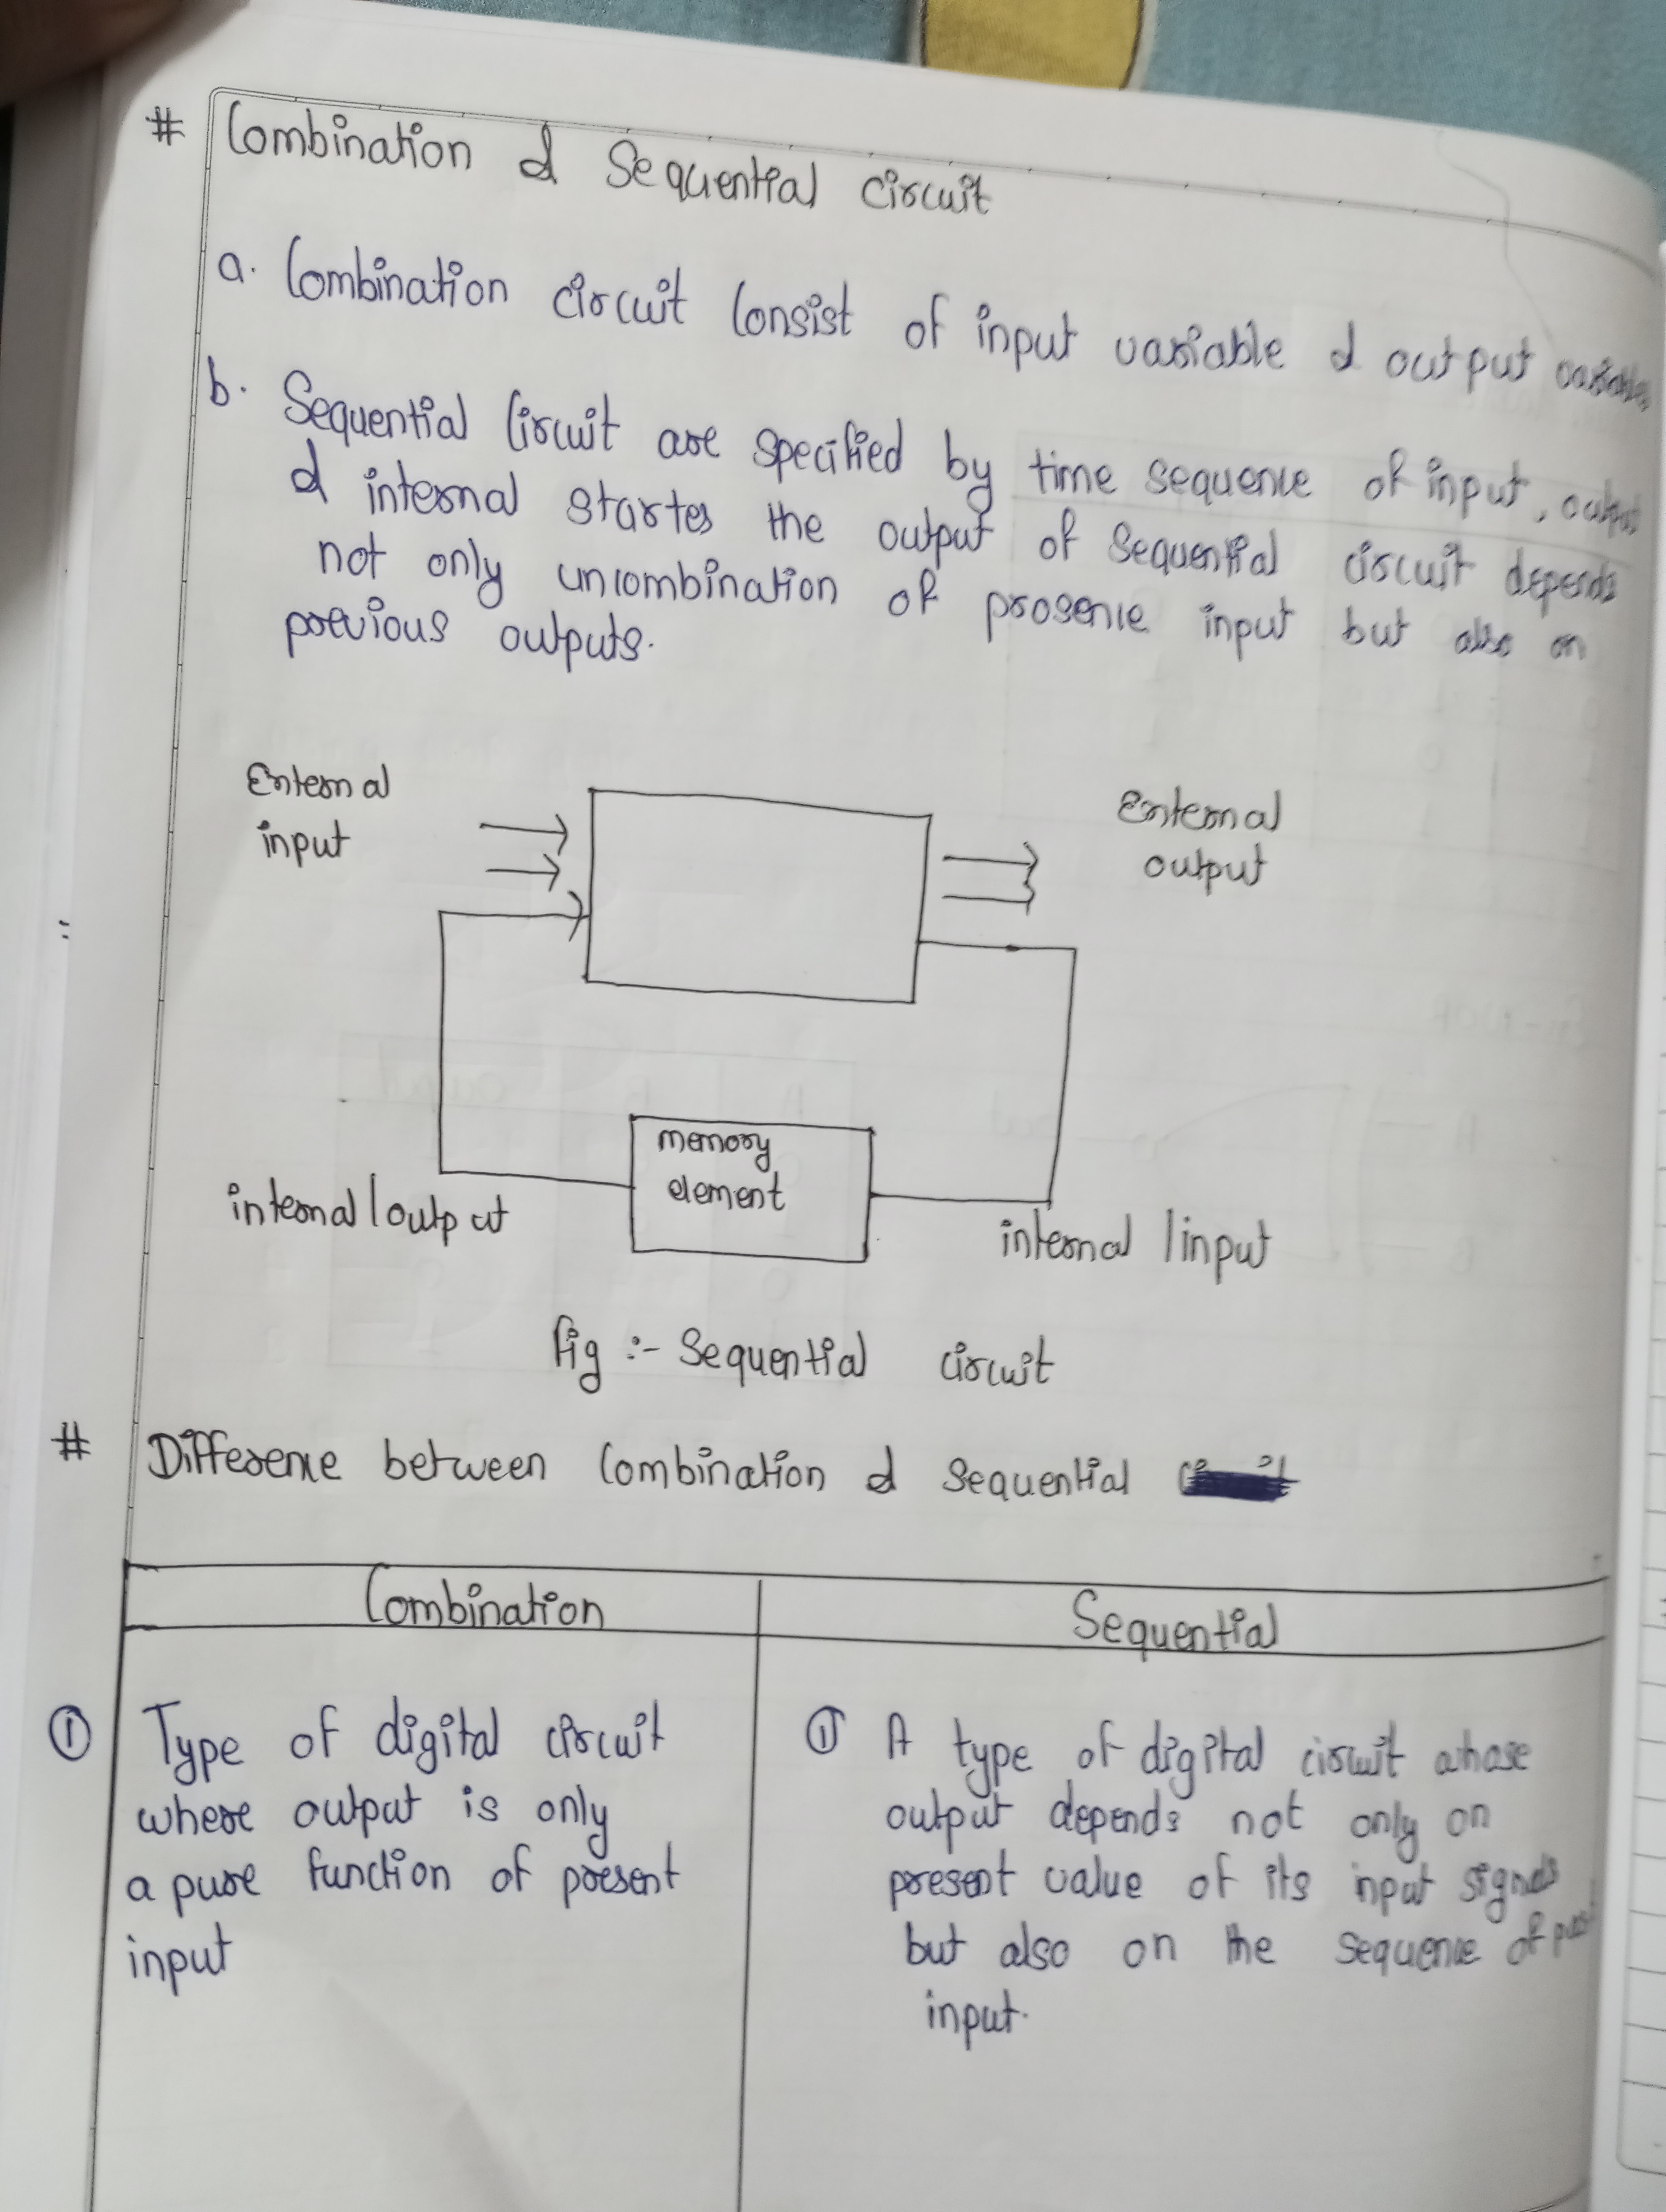 # Combination & Sequential circuit
a. Combination circuit Consist of input variable & output variable
b. Sequential Circuit are specified by time sequence of input, output
& internal startes the output of Sequential circuit depends
not only uncombination of prosence input but also on
previous outputs.
External External
input output
memory
element
internal/output internal/input
fig :- Sequential circuit
# Difference between Combination & Sequential
Combination Sequential
① Type of digital circuit ① A type of digital circuit whose
where output is only output depends not only on
a pure function of present present value of its input signals
input but also on the sequence of past
input.